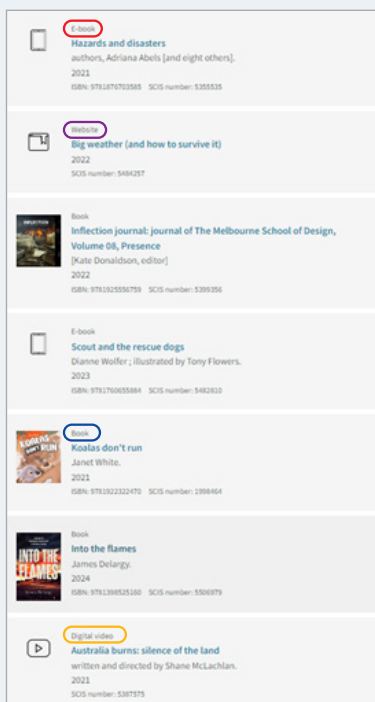 E-book
Hazards and disasters
authors, Adriana Abels [and eight others].
2021
ISBN: 9781876703585 SCIS number: 5355535
Website
Big weather (and how to survive it)
2022
SCIS number: 5484257
INFLECTION
Book
Inflection journal: journal of The Melbourne School of Design,
Volume 08, Presence
[Kate Donaldson, editor]
2022
ISBN: 9781925556759 SCIS number: 5399356
E-book
Scout and the rescue dogs
Dianne Wolfer ; illustrated by Tony Flowers.
2023
ISBN: 9781760655884 SCIS number: 5482810
KOALAS
DON'T RUN
Book
Koalas don't run
Janet White.
2021
ISBN: 9781922322470 SCIS number: 1998464
INTO THE
FLAMES
Book
Into the flames
James Delargy.
2024
ISBN: 9781398525160 SCIS number: 5506979
Digital video
Australia burns: silence of the land
written and directed by Shane McLachlan.
2021
SCIS number: 5387575